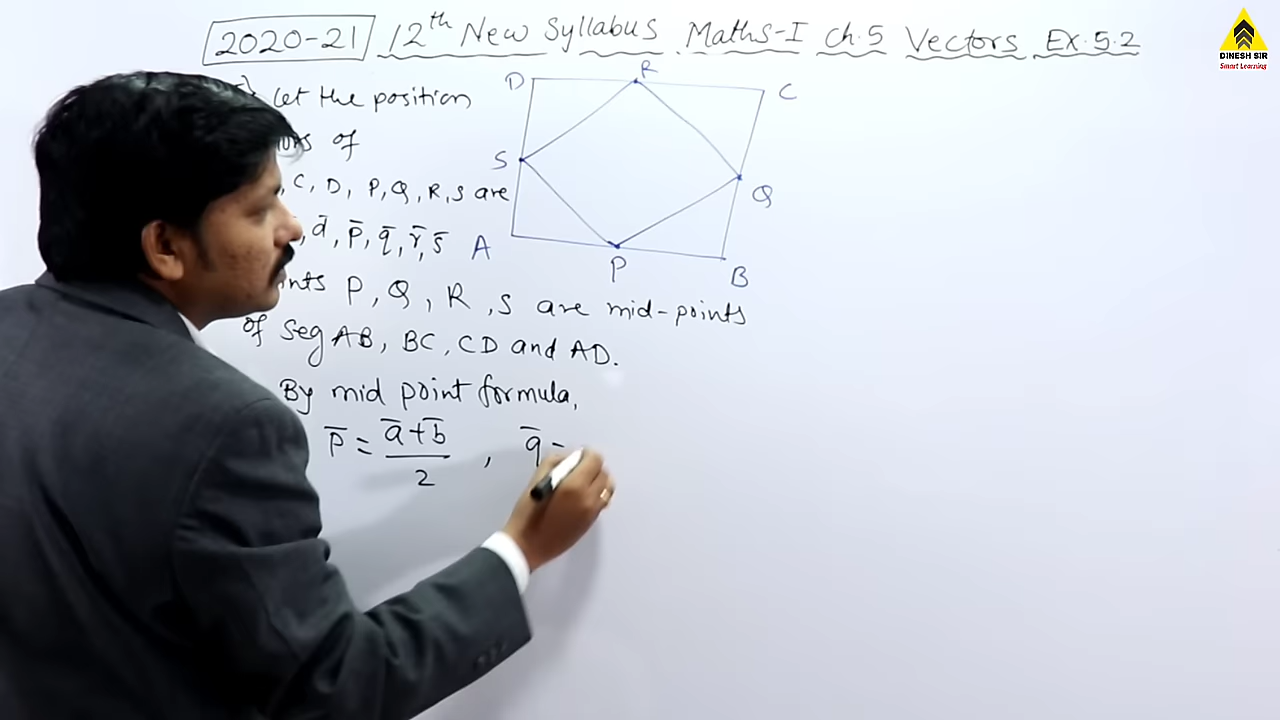 2020-21 12th New Syllabus Maths-I Ch.5 Vectors Ex.5.2
DINESH SIR
Smart Learning
D R C
Let the position
of
S
C, D, P, Q, R, S are
Q
d̄, p̄, q̄, r̄, s̄
A
P B
P, Q, R, S are mid-points
of seg AB, BC, CD and AD.
By mid point formula,
p̄ = ā+b̄/2 , q̄ =